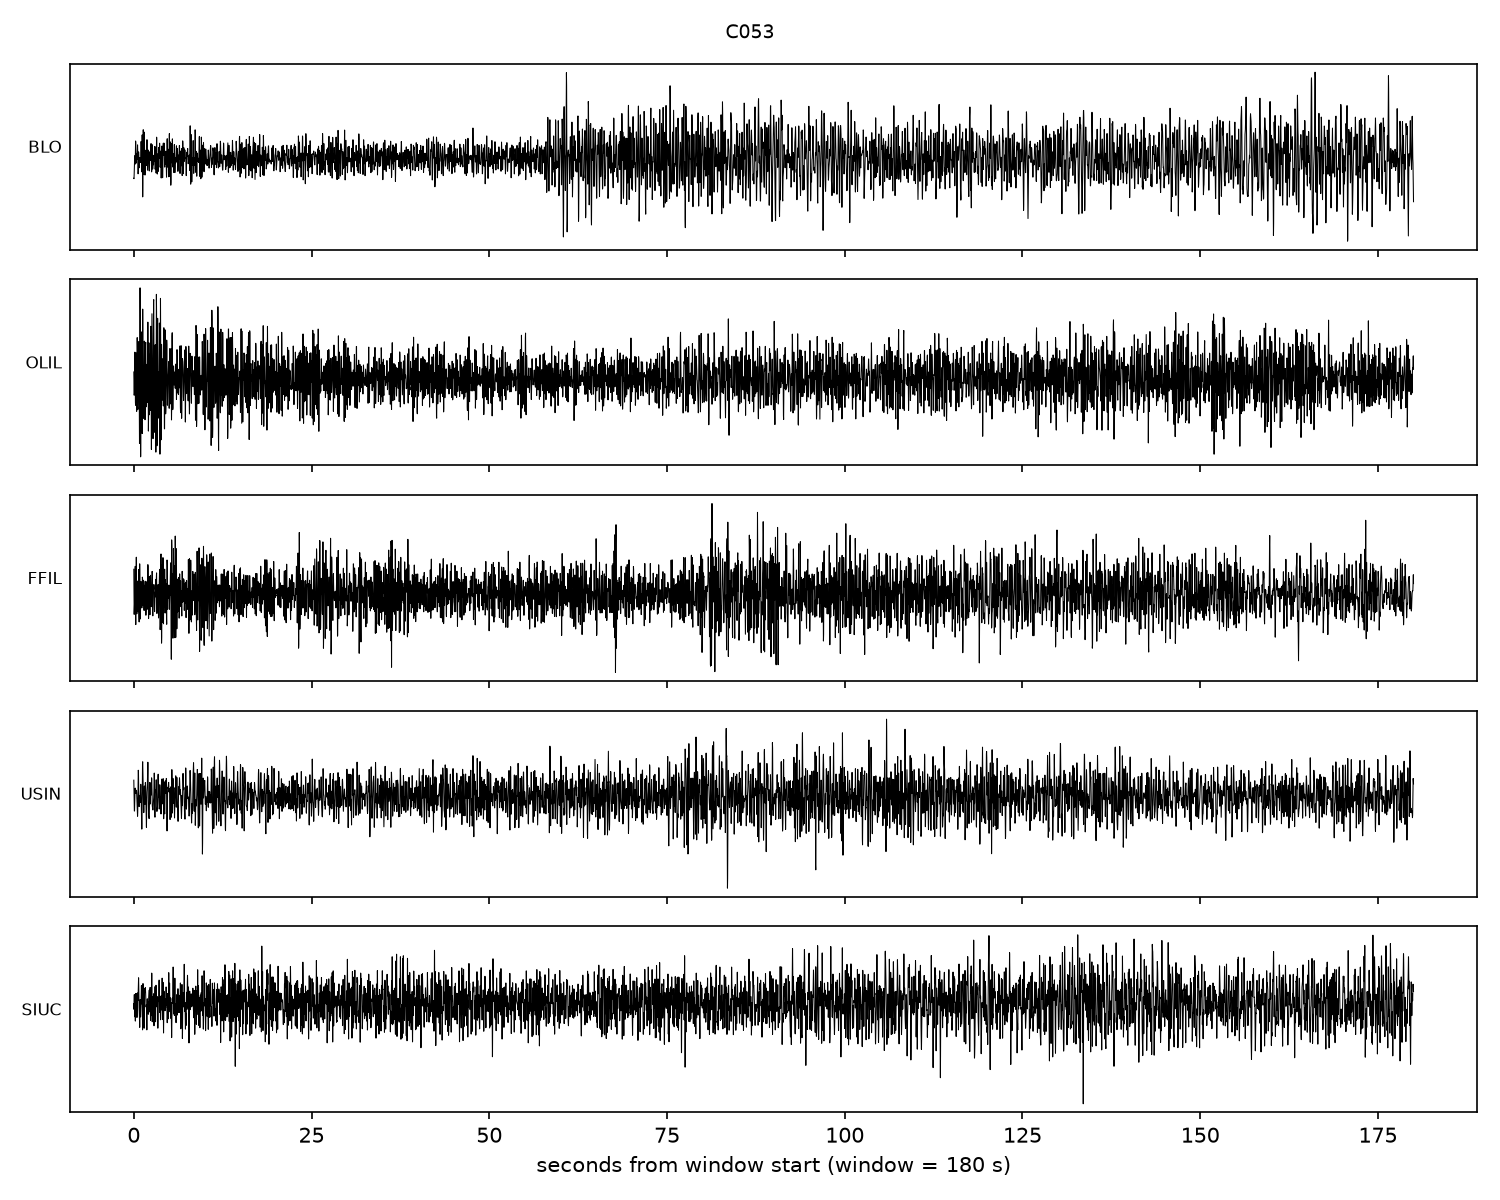 C053
BLO
OLIL
FFIL
USIN
SIUC
0 25 50 75 100 125 150 175
seconds from window start (window = 180 s)